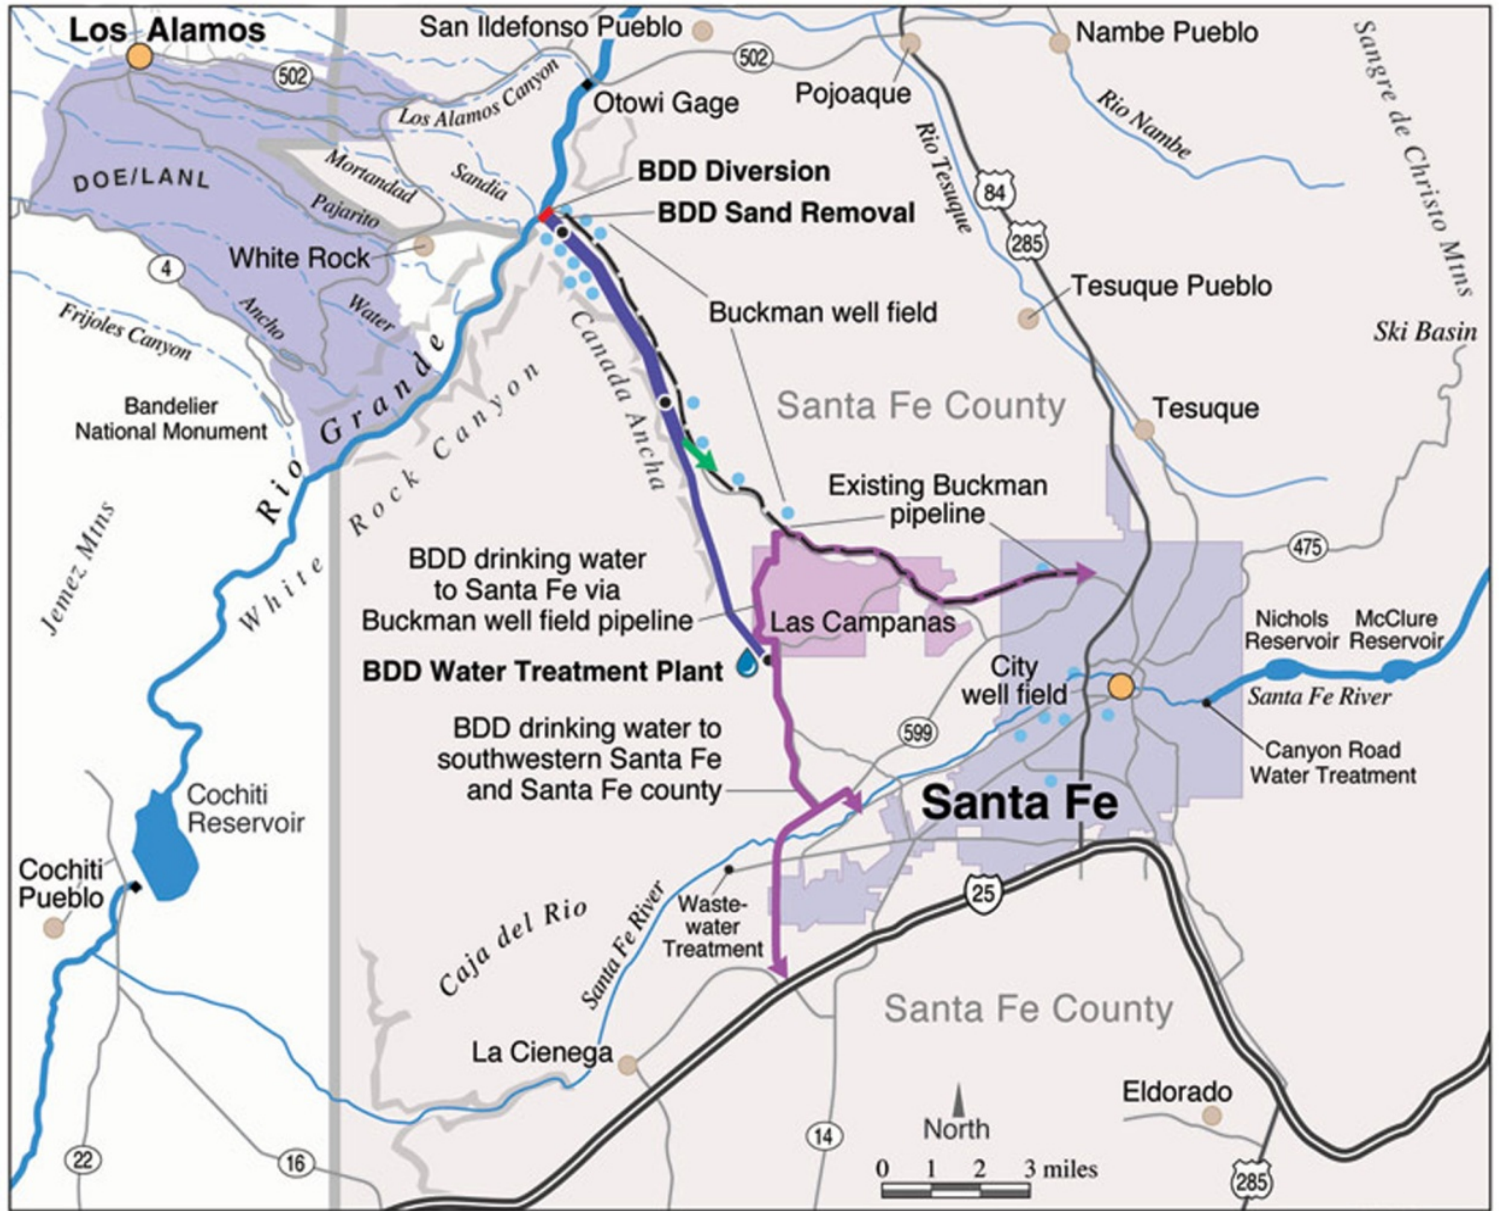 Los Alamos
San Ildefonso Pueblo
Nambe Pueblo
502
502
Pojoaque
Otowi Gage
Los Alamos Canyon
Rio Nambe
Sangre de Christo Mtns
Rio Tesuque
Mortandad
Sandia
BDD Diversion
DOE/LANL
84
Pajarito
BDD Sand Removal
285
White Rock
4
Tesuque Pueblo
Ancho
Water
Buckman well field
Frijoles Canyon
Ski Basin
Canada Ancha
Rio Grande
White Rock Canyon
Bandelier
National Monument
Santa Fe County
Tesuque
Existing Buckman
pipeline
Jemez Mtns
475
BDD drinking water
to Santa Fe via
Buckman well field pipeline
Las Campanas
Nichols
Reservoir
McClure
Reservoir
BDD Water Treatment Plant
City
well field
Santa Fe River
BDD drinking water to
southwestern Santa Fe
and Santa Fe county
599
Canyon Road
Water Treatment
Cochiti
Reservoir
Santa Fe
Cochiti
Pueblo
25
Caja del Rio
Santa Fe River
Waste-
water
Treatment
Santa Fe County
La Cienega
Eldorado
North
14
22
16
0 1 2 3 miles
285